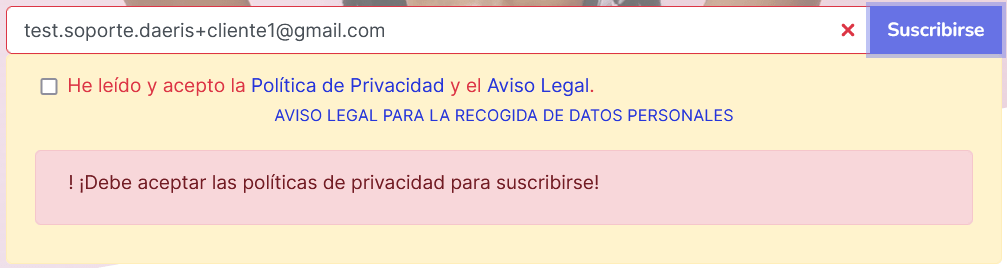 test.soporte.daeris+cliente1@gmail.com Suscribirse
He leído y acepto la Política de Privacidad y el Aviso Legal.
AVISO LEGAL PARA LA RECOGIDA DE DATOS PERSONALES
! ¡Debe aceptar las políticas de privacidad para suscribirse!